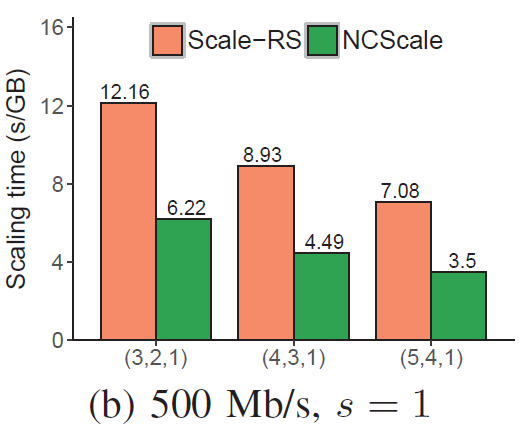 Scale−RS NCScale
Scaling time (s/GB)
16
12
8
4
0
12.16
6.22
8.93
4.49
7.08
3.5
(3,2,1) (4,3,1) (5,4,1)
(b) 500 Mb/s, s = 1